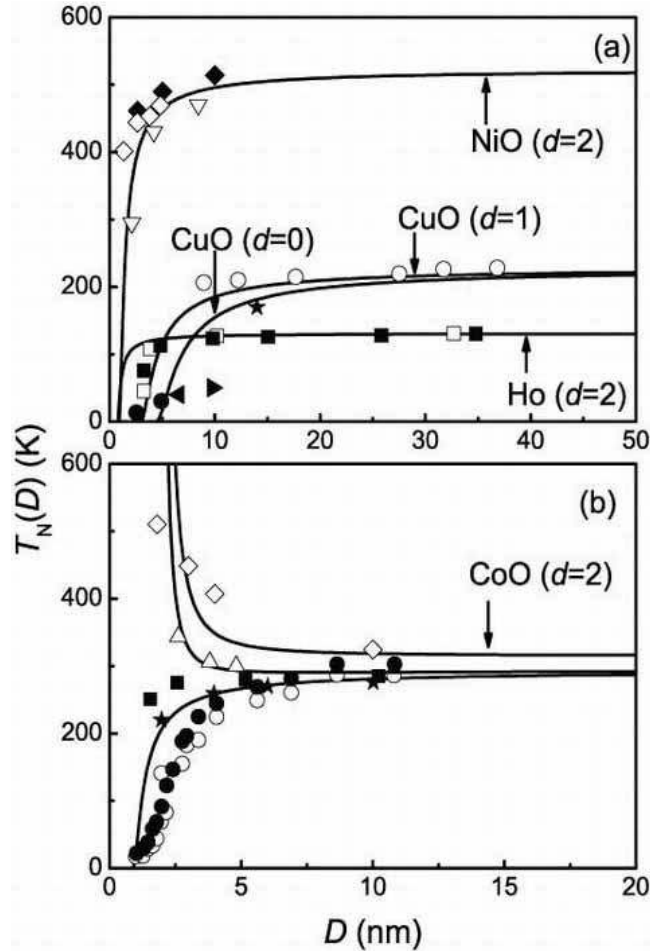 600
(a)
NiO (d=2)
400
CuO (d=1)
CuO (d=0)
200
Ho (d=2)
0
0 10 20 30 40 50
T_N(D) (K)
600
(b)
CoO (d=2)
400
200
0
0 5 10 15 20
D (nm)